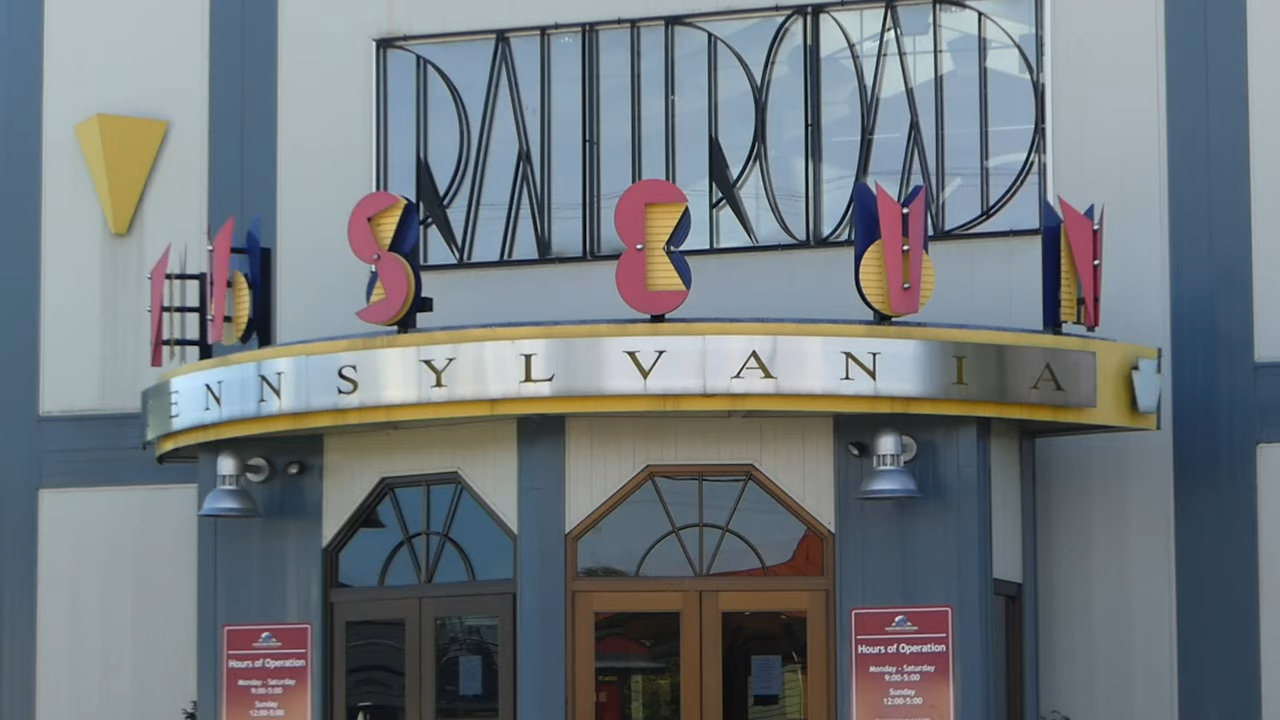 RAILROAD
MUSEUM
ENNSYLVANIA
Hours of Operation
Monday - Saturday
9:00-5:00
Sunday
12:00-5:00
Hours of Operation
Monday - Saturday
9:00-5:00
Sunday
12:00-5:00